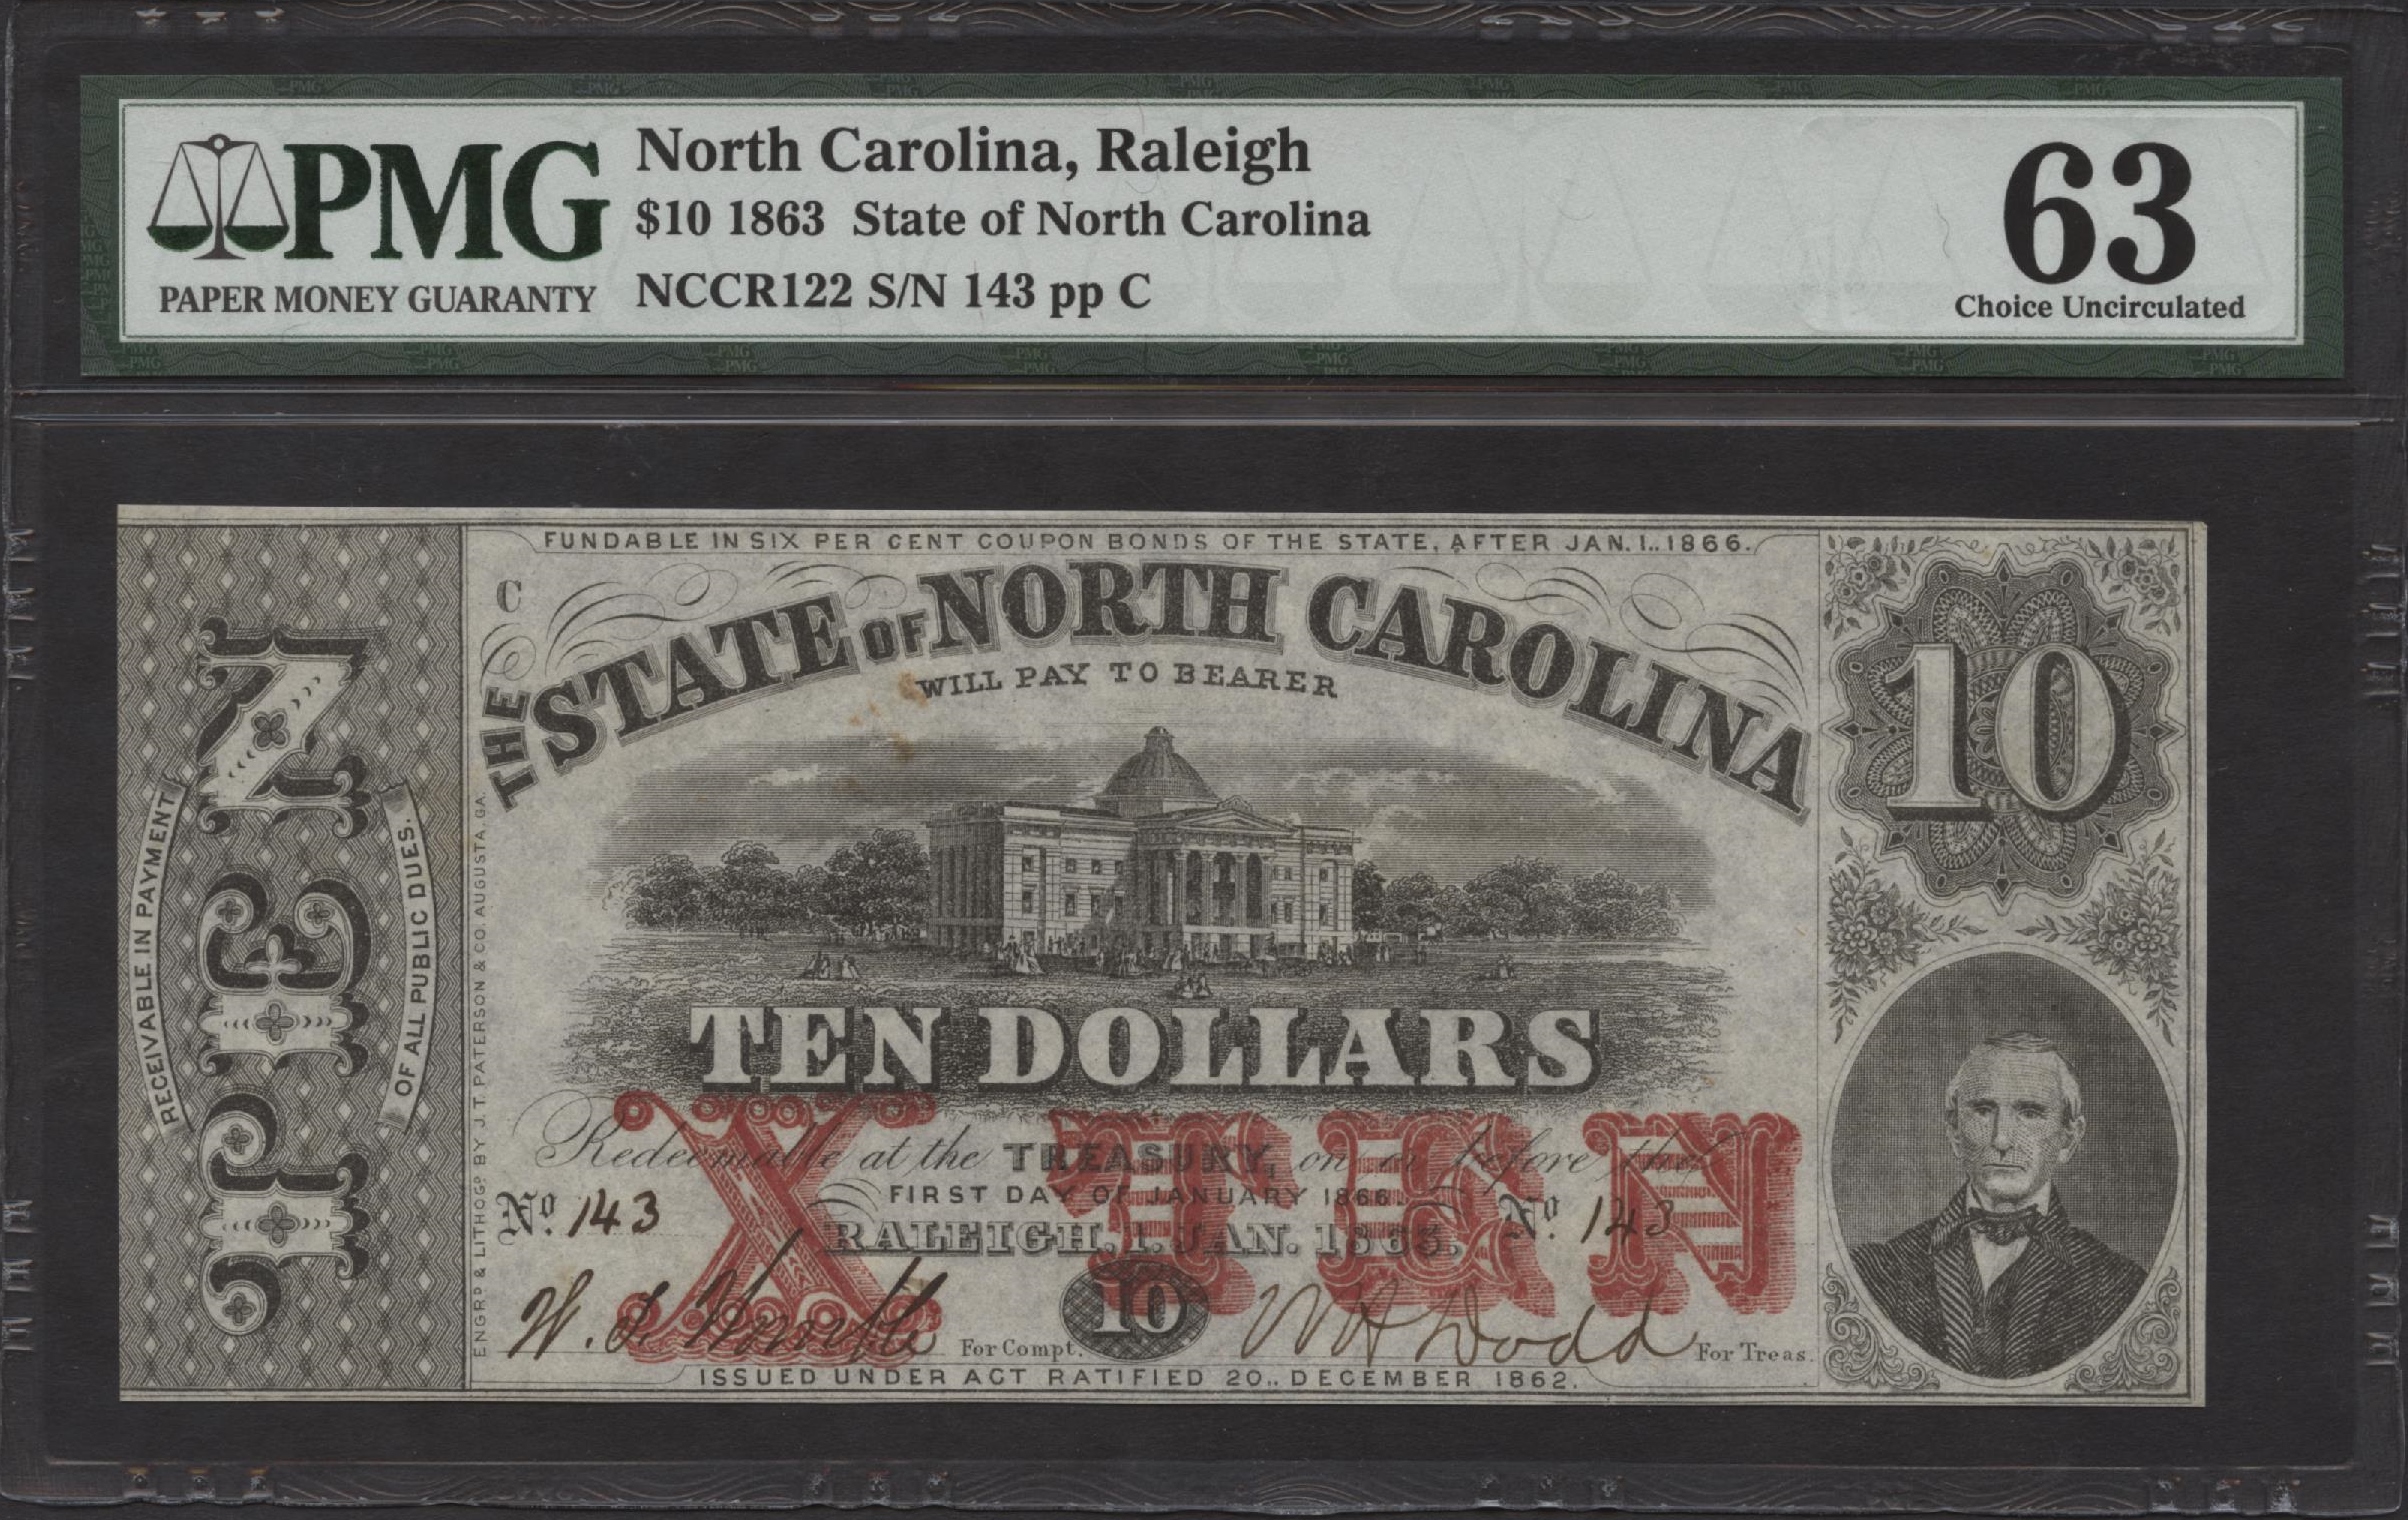 PMG
PAPER MONEY GUARANTY
North Carolina, Raleigh
$10 1863 State of North Carolina
NCCR122 S/N 143 pp C
63
Choice Uncirculated
FUNDABLE IN SIX PER CENT COUPON BONDS OF THE STATE, AFTER JAN. 1., 1866.
C
THE STATE OF NORTH CAROLINA
WILL PAY TO BEARER
10
TEN
RECEIVABLE IN PAYMENT
OF ALL PUBLIC DUES.
ENGRD & LITHOGD BY J. T. PATERSON & CO. AUGUSTA, GA.
TEN DOLLARS
X TEN
Redeemable at the TREASURY, on or before the
FIRST DAY OF JANUARY 1866
No. 143
RALEIGH, 1. JAN. 1863.
No. 143
W. L. Worth For Compt.
10
W H Dodd For Treas.
ISSUED UNDER ACT RATIFIED 20., DECEMBER 1862.